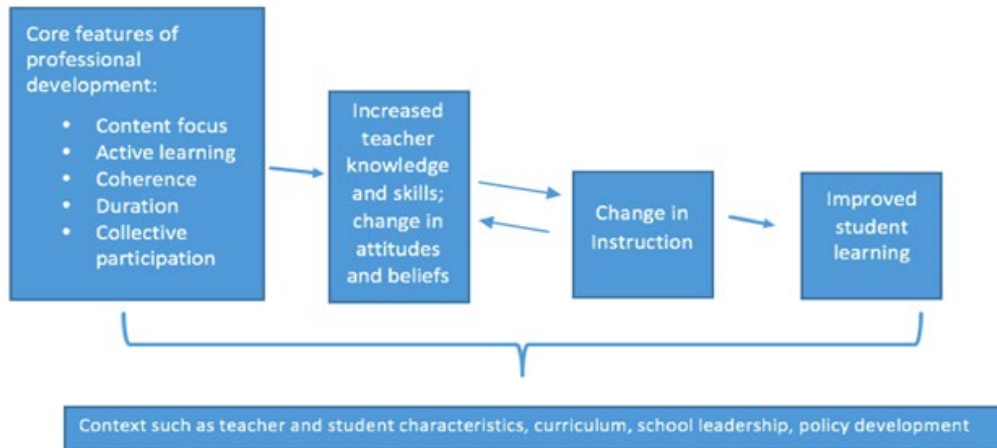 Core features of
professional
development:
• Content focus
• Active learning
• Coherence
• Duration
• Collective
participation
Increased
teacher
knowledge
and skills;
change in
attitudes
and beliefs
Change in
Instruction
Improved
student
learning
Context such as teacher and student characteristics, curriculum, school leadership, policy development